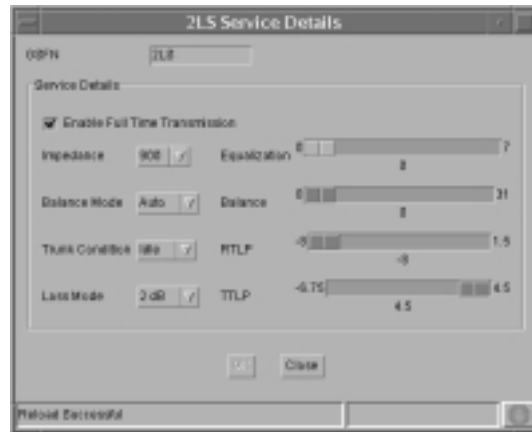 2LS Service Details
2LS
Service Details
Enable Full Time Transmission
Impedance 900 Equalization 0 7
0
Balance Mode Auto Balance 0 31
0
Trunk Condition Idle RTLP -8 1.5
-8
Loss Mode 2 dB TTLP -6.75 4.5
4.5
Close
Reload Successful